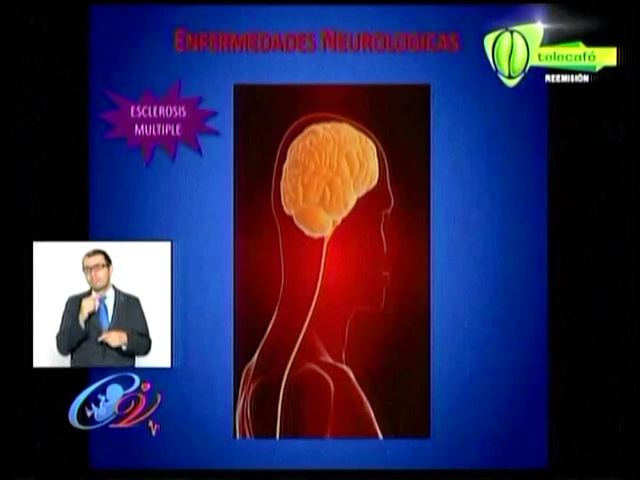 ENFERMEDADES NEUROLOGICAS
telecafé
REEMISIÓN
ESCLEROSIS
MULTIPLE